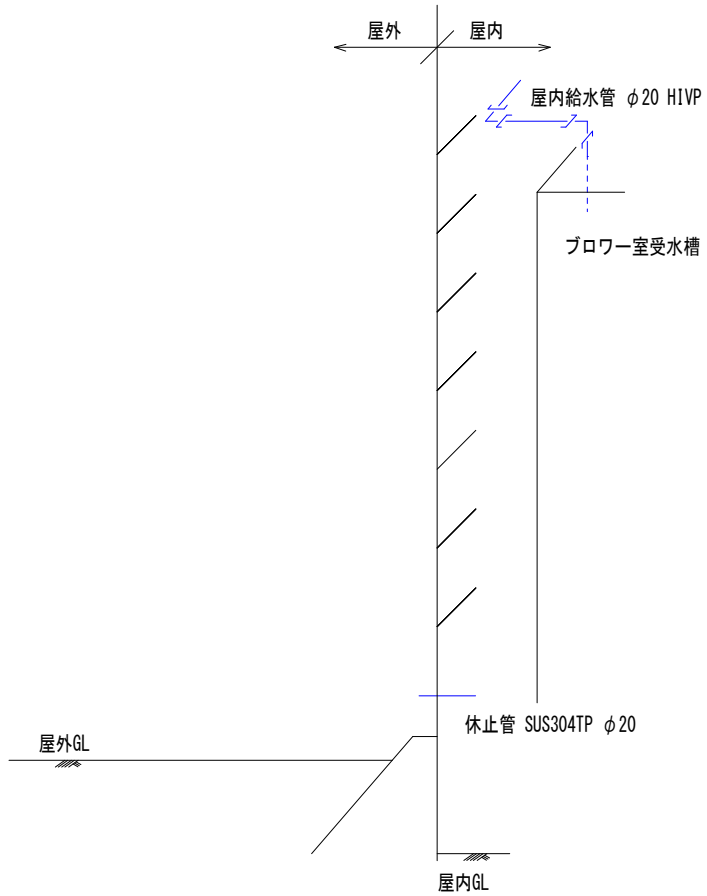 屋外
屋内
屋内給水管 φ20 HIVP
ブロワー室受水槽
休止管 SUS304TP φ20
屋外GL
屋内GL